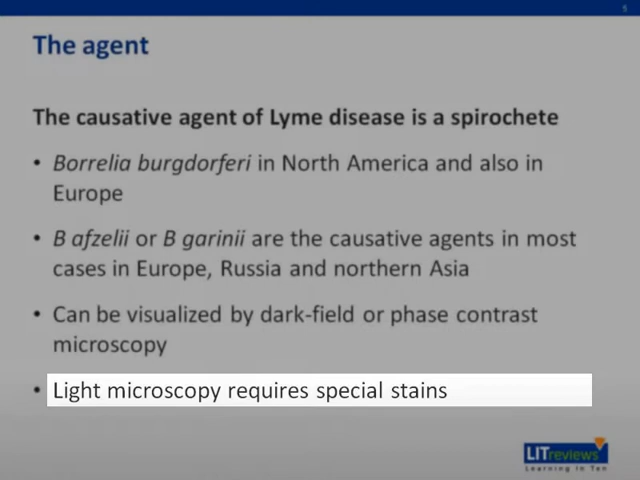 5
The agent
The causative agent of Lyme disease is a spirochete
• Borrelia burgdorferi in North America and also in
Europe
• B afzelii or B garinii are the causative agents in most
cases in Europe, Russia and northern Asia
• Can be visualized by dark-field or phase contrast
microscopy
• Light microscopy requires special stains
LITreviews
Learning In Ten